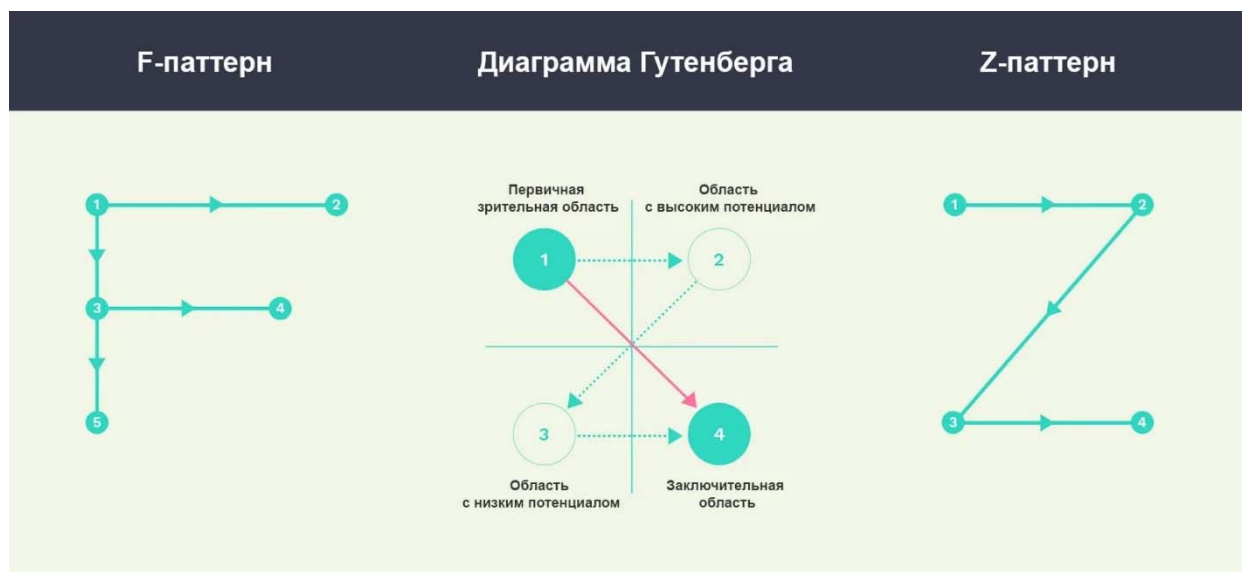 F-паттерн
Диаграмма Гутенберга
Z-паттерн
1
2
3
4
5
Первичная
зрительная область
Область
с высоким потенциалом
1
2
3
4
Область
с низким потенциалом
Заключительная
область
1
2
3
4